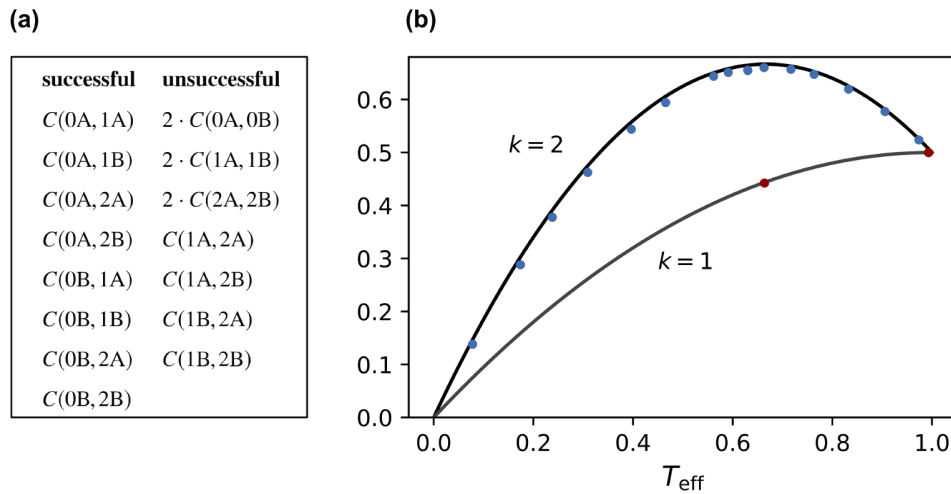 (a)
successful unsuccessful
C(0A, 1A) 2 · C(0A, 0B)
C(0A, 1B) 2 · C(1A, 1B)
C(0A, 2A) 2 · C(2A, 2B)
C(0A, 2B) C(1A, 2A)
C(0B, 1A) C(1A, 2B)
C(0B, 1B) C(1B, 2A)
C(0B, 2A) C(1B, 2B)
C(0B, 2B)
(b)
0.6
0.5
0.4
0.3
0.2
0.1
0.0
k = 2
k = 1
0.0 0.2 0.4 0.6 0.8 1.0
T_eff